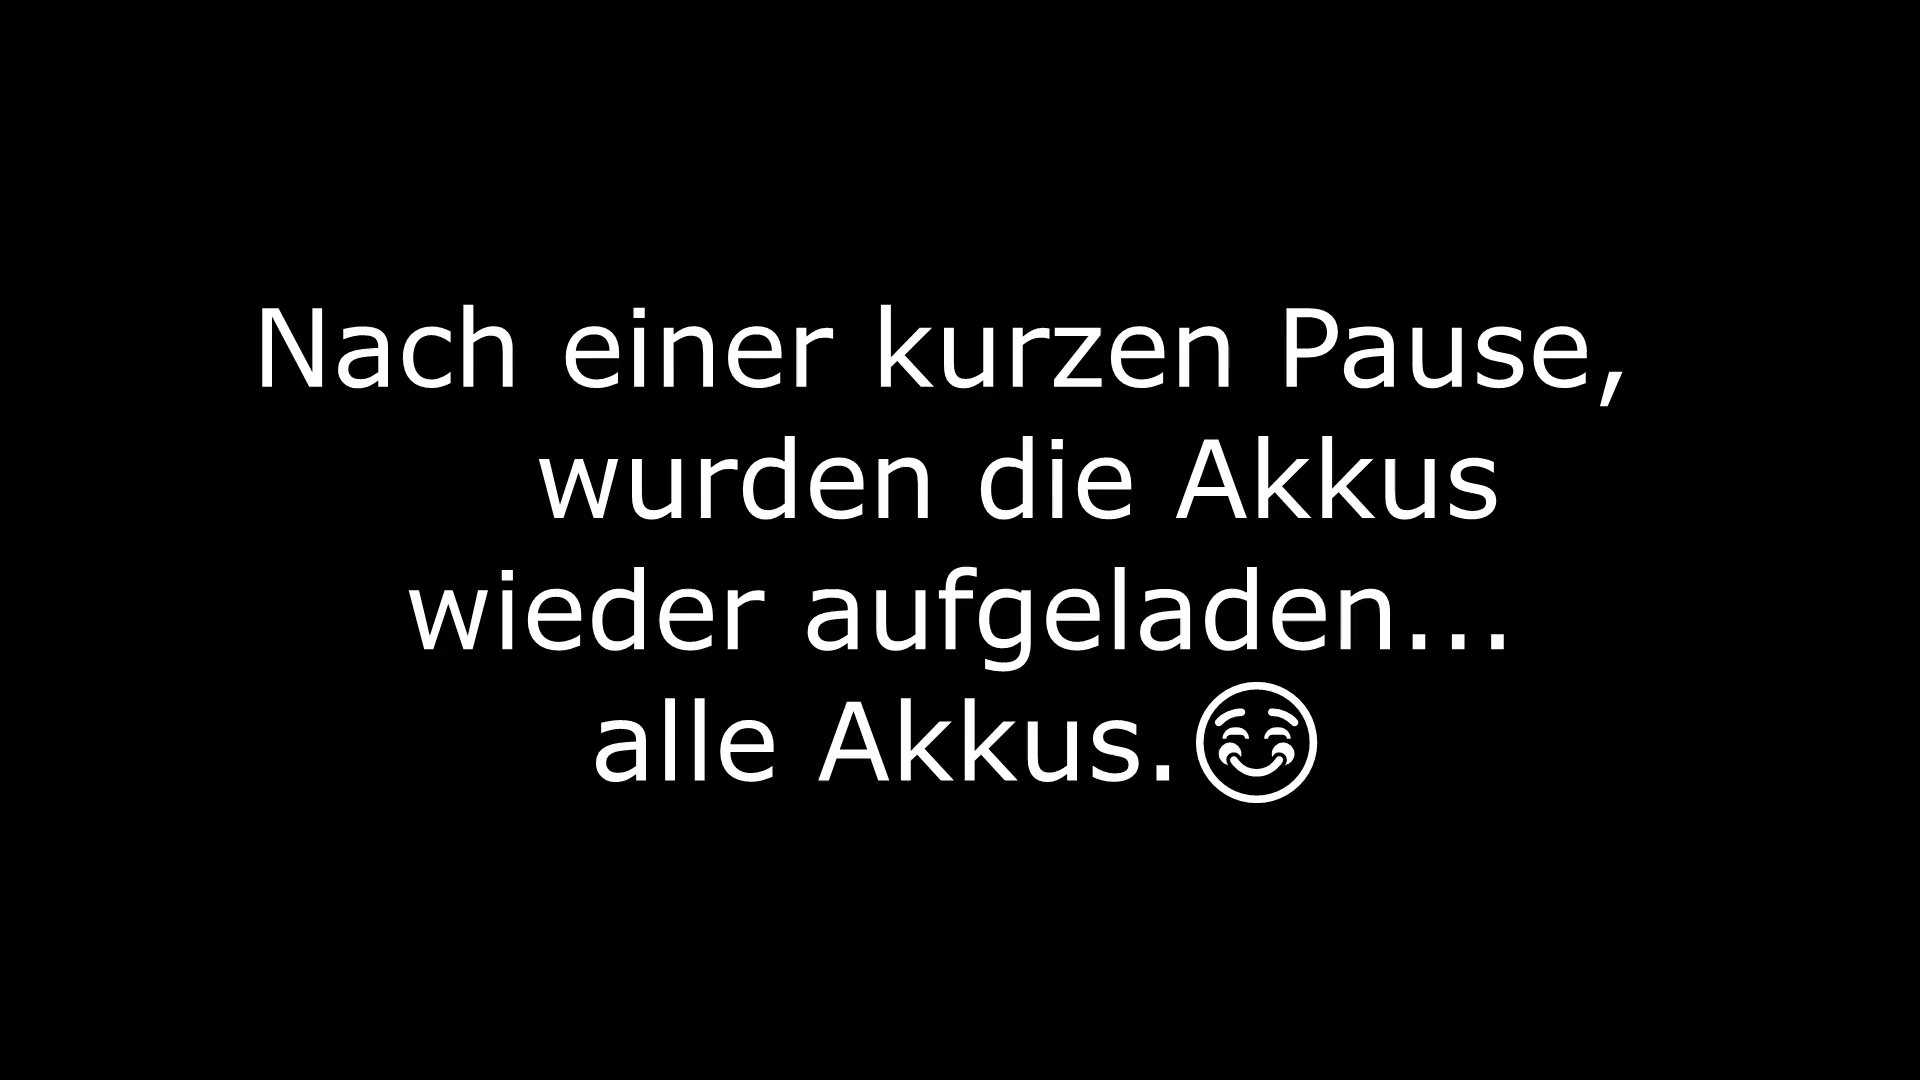 Nach einer kurzen Pause,
wurden die Akkus
wieder aufgeladen...
alle Akkus.😊